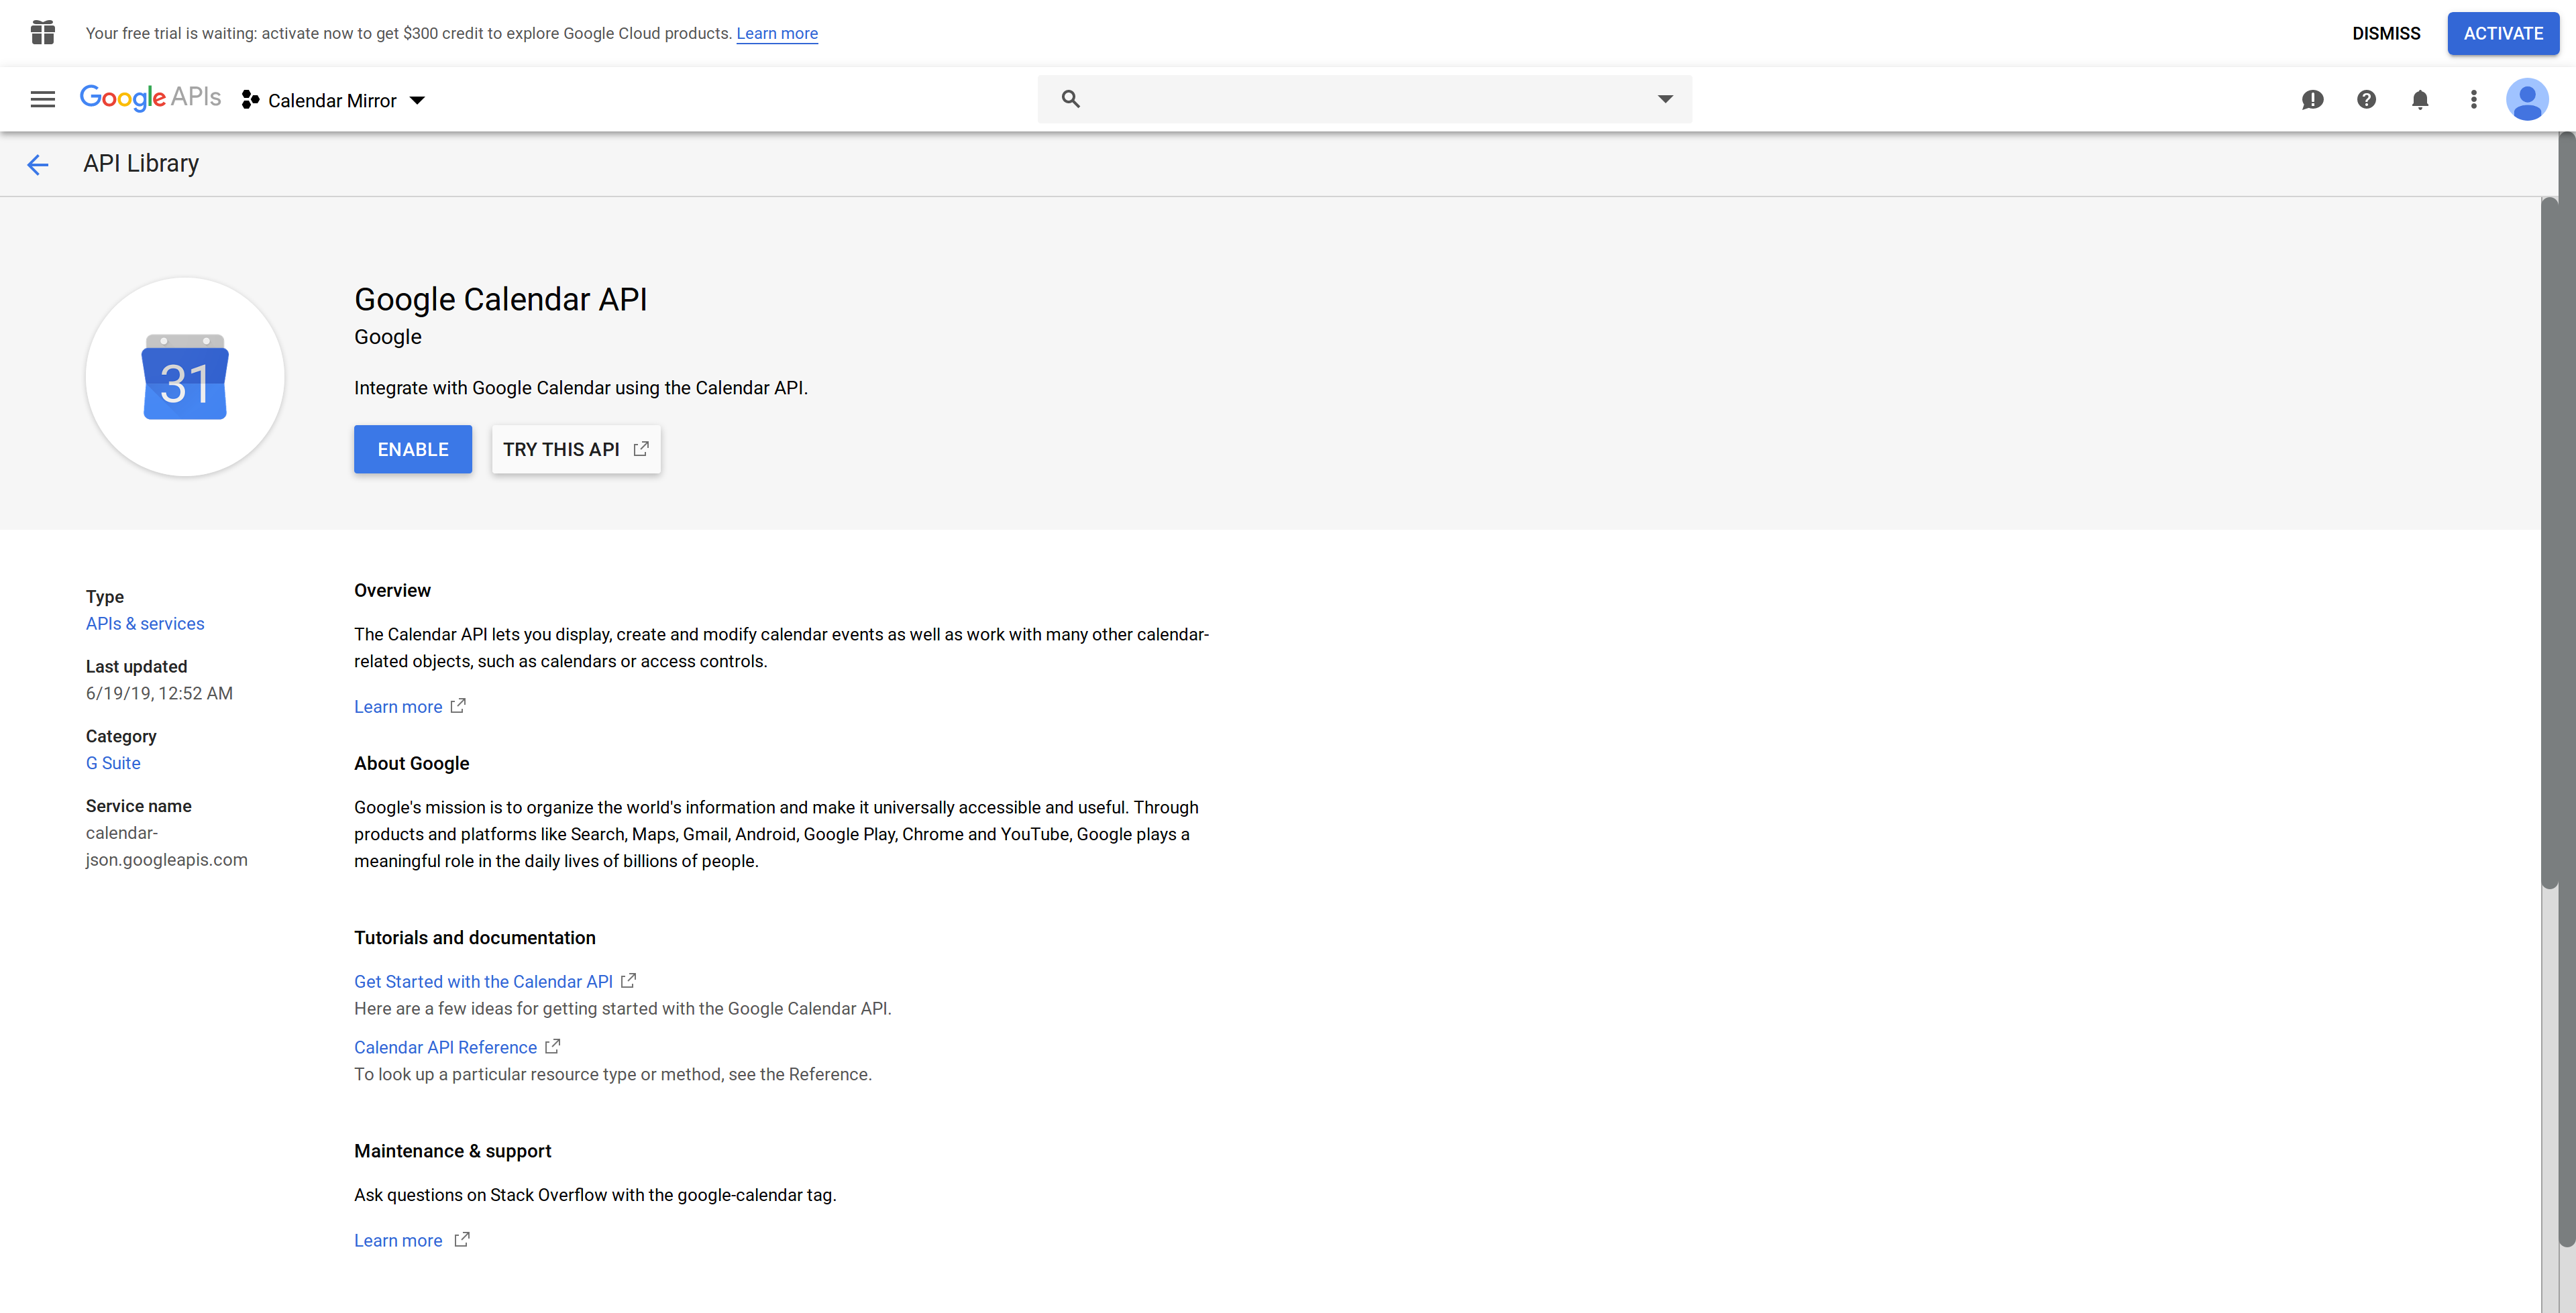 Your free trial is waiting: activate now to get $300 credit to explore Google Cloud products. Learn more
DISMISS
ACTIVATE
Google APIs
Calendar Mirror
API Library
31
Google Calendar API
Google
Integrate with Google Calendar using the Calendar API.
ENABLE
TRY THIS API
Type
APIs & services
Last updated
6/19/19, 12:52 AM
Category
G Suite
Service name
calendar-
json.googleapis.com
Overview
The Calendar API lets you display, create and modify calendar events as well as work with many other calendar-
related objects, such as calendars or access controls.
Learn more
About Google
Google's mission is to organize the world's information and make it universally accessible and useful. Through
products and platforms like Search, Maps, Gmail, Android, Google Play, Chrome and YouTube, Google plays a
meaningful role in the daily lives of billions of people.
Tutorials and documentation
Get Started with the Calendar API
Here are a few ideas for getting started with the Google Calendar API.
Calendar API Reference
To look up a particular resource type or method, see the Reference.
Maintenance & support
Ask questions on Stack Overflow with the google-calendar tag.
Learn more